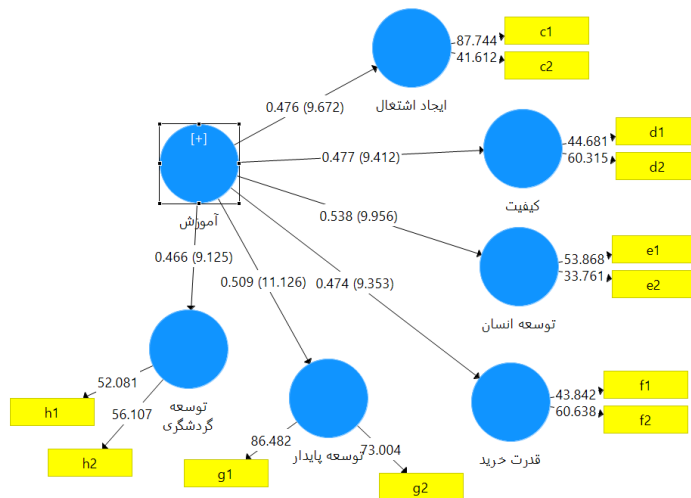 c1
87.744
41.612
c2
ایجاد اشتغال
0.476 (9.672)
[+]
آموزش
d1
44.681
60.315
d2
0.477 (9.412)
کیفیت
0.538 (9.956)
e1
53.868
33.761
e2
توسعه انسان
0.466 (9.125)
0.509 (11.126)
0.474 (9.353)
f1
43.842
60.638
f2
قدرت خرید
52.081
h1
56.107
h2
توسعه
گردشگری
86.482
g1
توسعه پایدار
73.004
g2